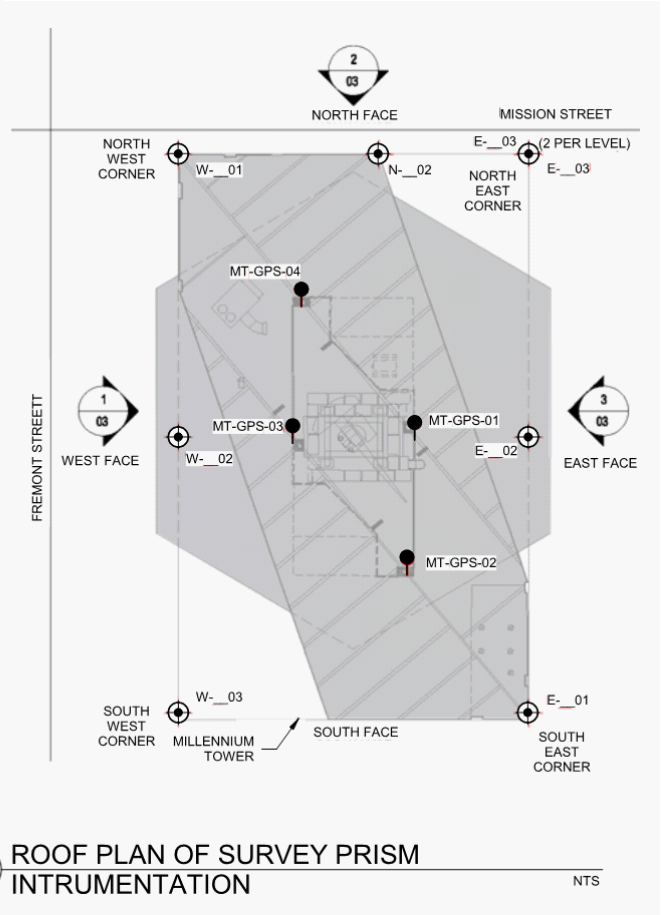 2
03
NORTH FACE
MISSION STREET
NORTH
WEST
CORNER
E-__03
(2 PER LEVEL)
W-__01
N-__02
E-__03
NORTH
EAST
CORNER
MT-GPS-04
1
03
3
03
MT-GPS-03
MT-GPS-01
WEST FACE
W-__02
E-__02
EAST FACE
FREMONT STREETT
MT-GPS-02
W-__03
E-__01
SOUTH
WEST
CORNER
MILLENNIUM
TOWER
SOUTH FACE
SOUTH
EAST
CORNER
ROOF PLAN OF SURVEY PRISM
INTRUMENTATION
NTS